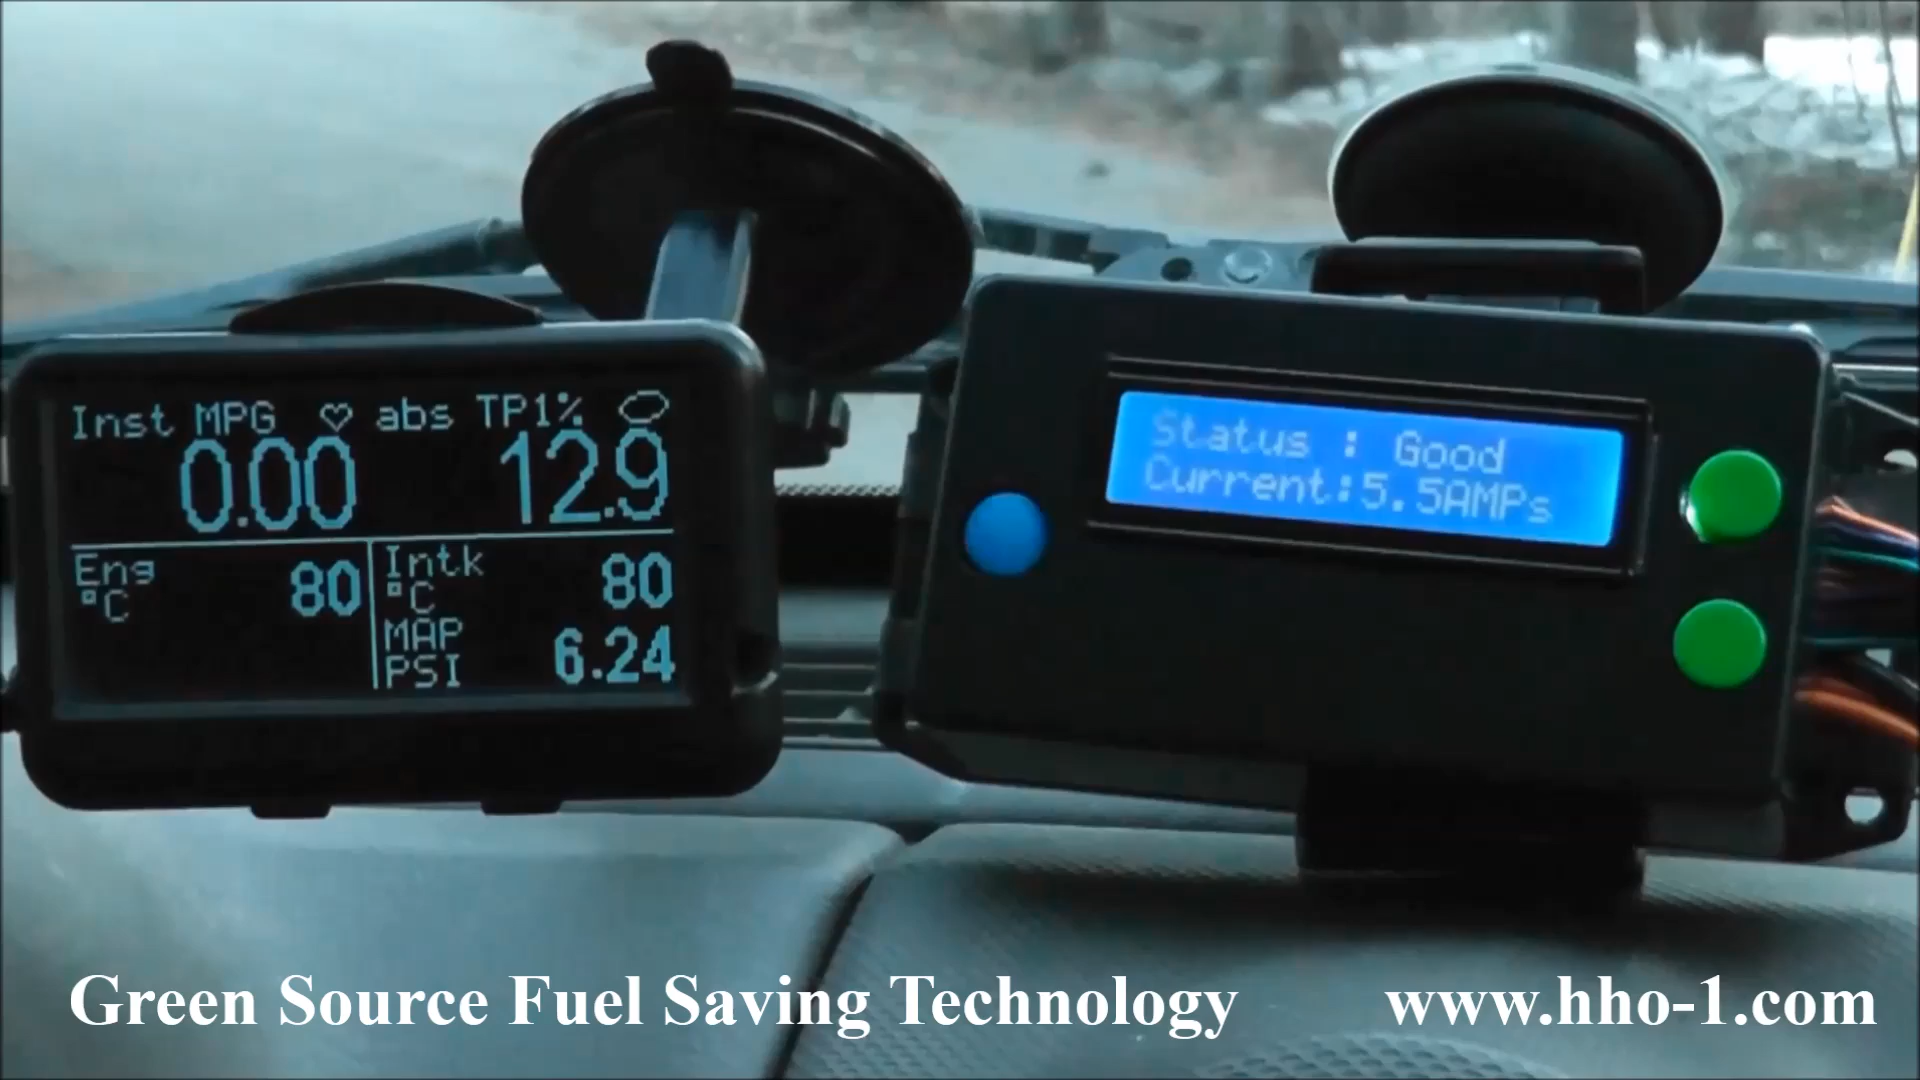 Inst MPG abs TP1%
0.00 12.9
Eng °C 80
Intk °C 80
MAP PSI 6.24
Status : Good
Current:5.5AMPs
Green Source Fuel Saving Technology
www.hho-1.com